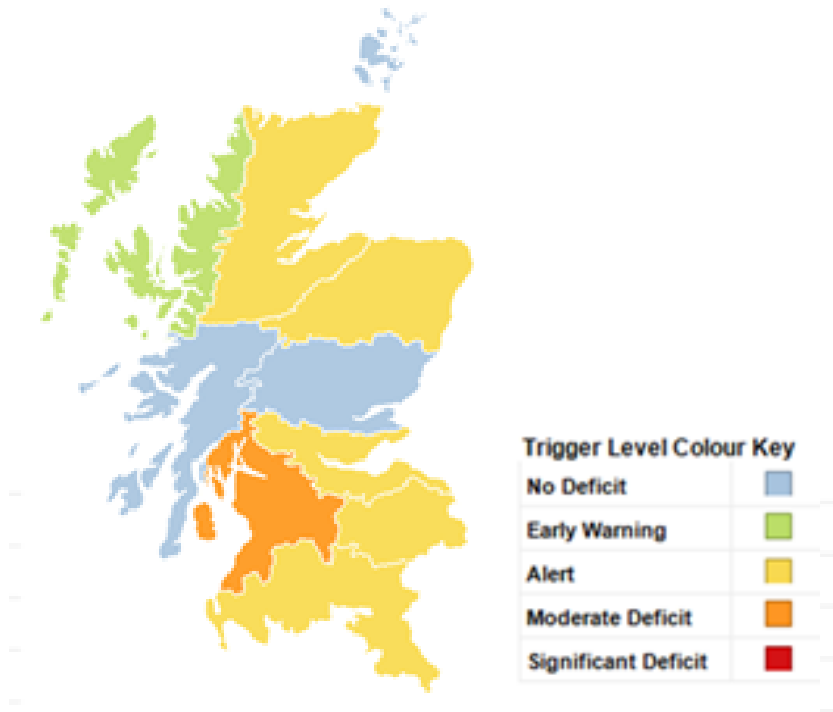 Trigger Level Colour Key
No Deficit
Early Warning
Alert
Moderate Deficit
Significant Deficit